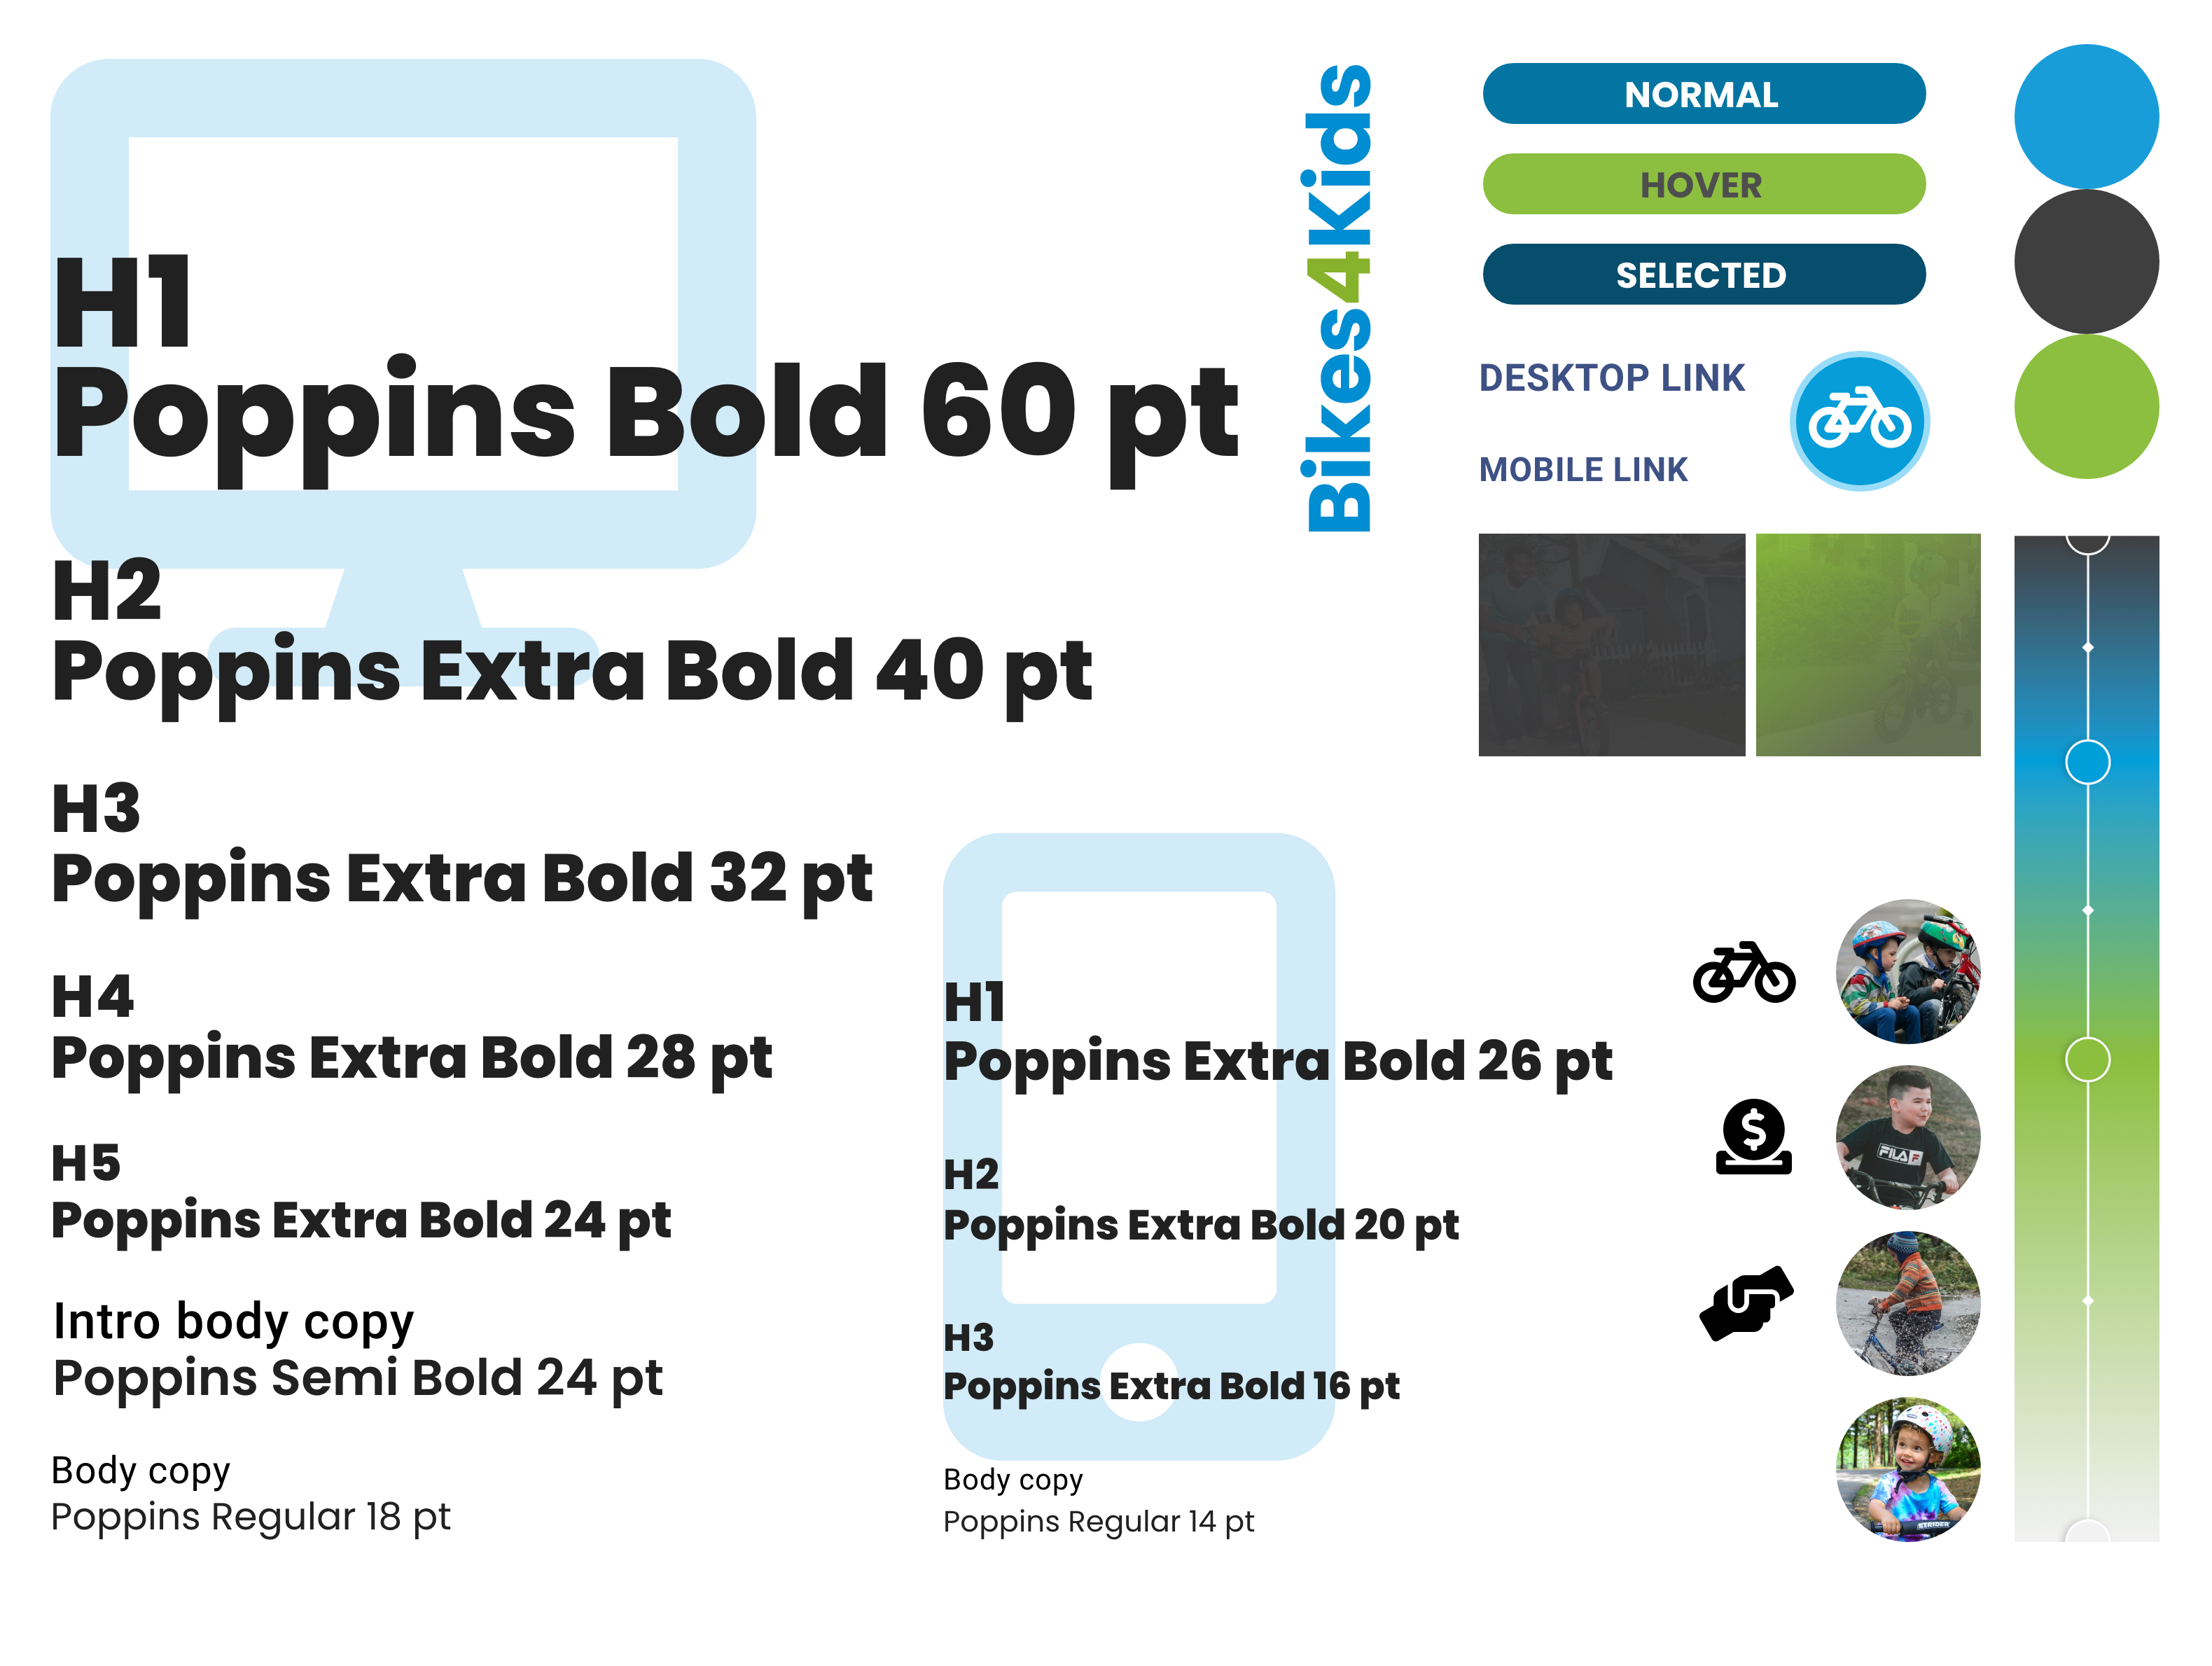 H1
Poppins Bold 60 pt
H2
Poppins Extra Bold 40 pt
H3
Poppins Extra Bold 32 pt
H4
Poppins Extra Bold 28 pt
H5
Poppins Extra Bold 24 pt
Intro body copy
Poppins Semi Bold 24 pt
Body copy
Poppins Regular 18 pt
H1
Poppins Extra Bold 26 pt
H2
Poppins Extra Bold 20 pt
H3
Poppins Extra Bold 16 pt
Body copy
Poppins Regular 14 pt
Bikes4Kids
NORMAL
HOVER
SELECTED
DESKTOP LINK
MOBILE LINK
$
FILA F
STRIDER